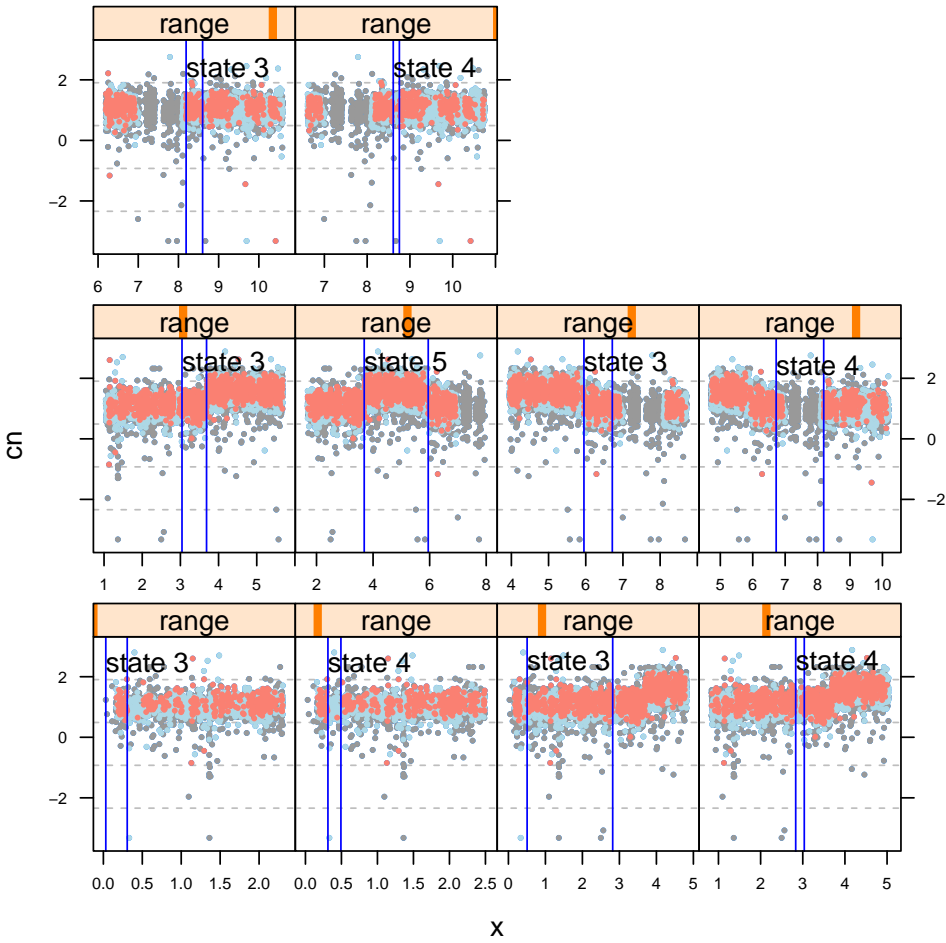 range range
state 3 state 4
2
0
−2
6 7 8 9 10 7 8 9 10
range range range range
state 3 state 5 state 3 state 4
2
0
−2
1 2 3 4 5 2 4 6 8 4 5 6 7 8 5 6 7 8 9 10
cn
range range range range
state 3 state 4 state 3 state 4
2
0
−2
0.0 0.5 1.0 1.5 2.0 0.0 0.5 1.0 1.5 2.0 2.5 0 1 2 3 4 5 1 2 3 4 5
x